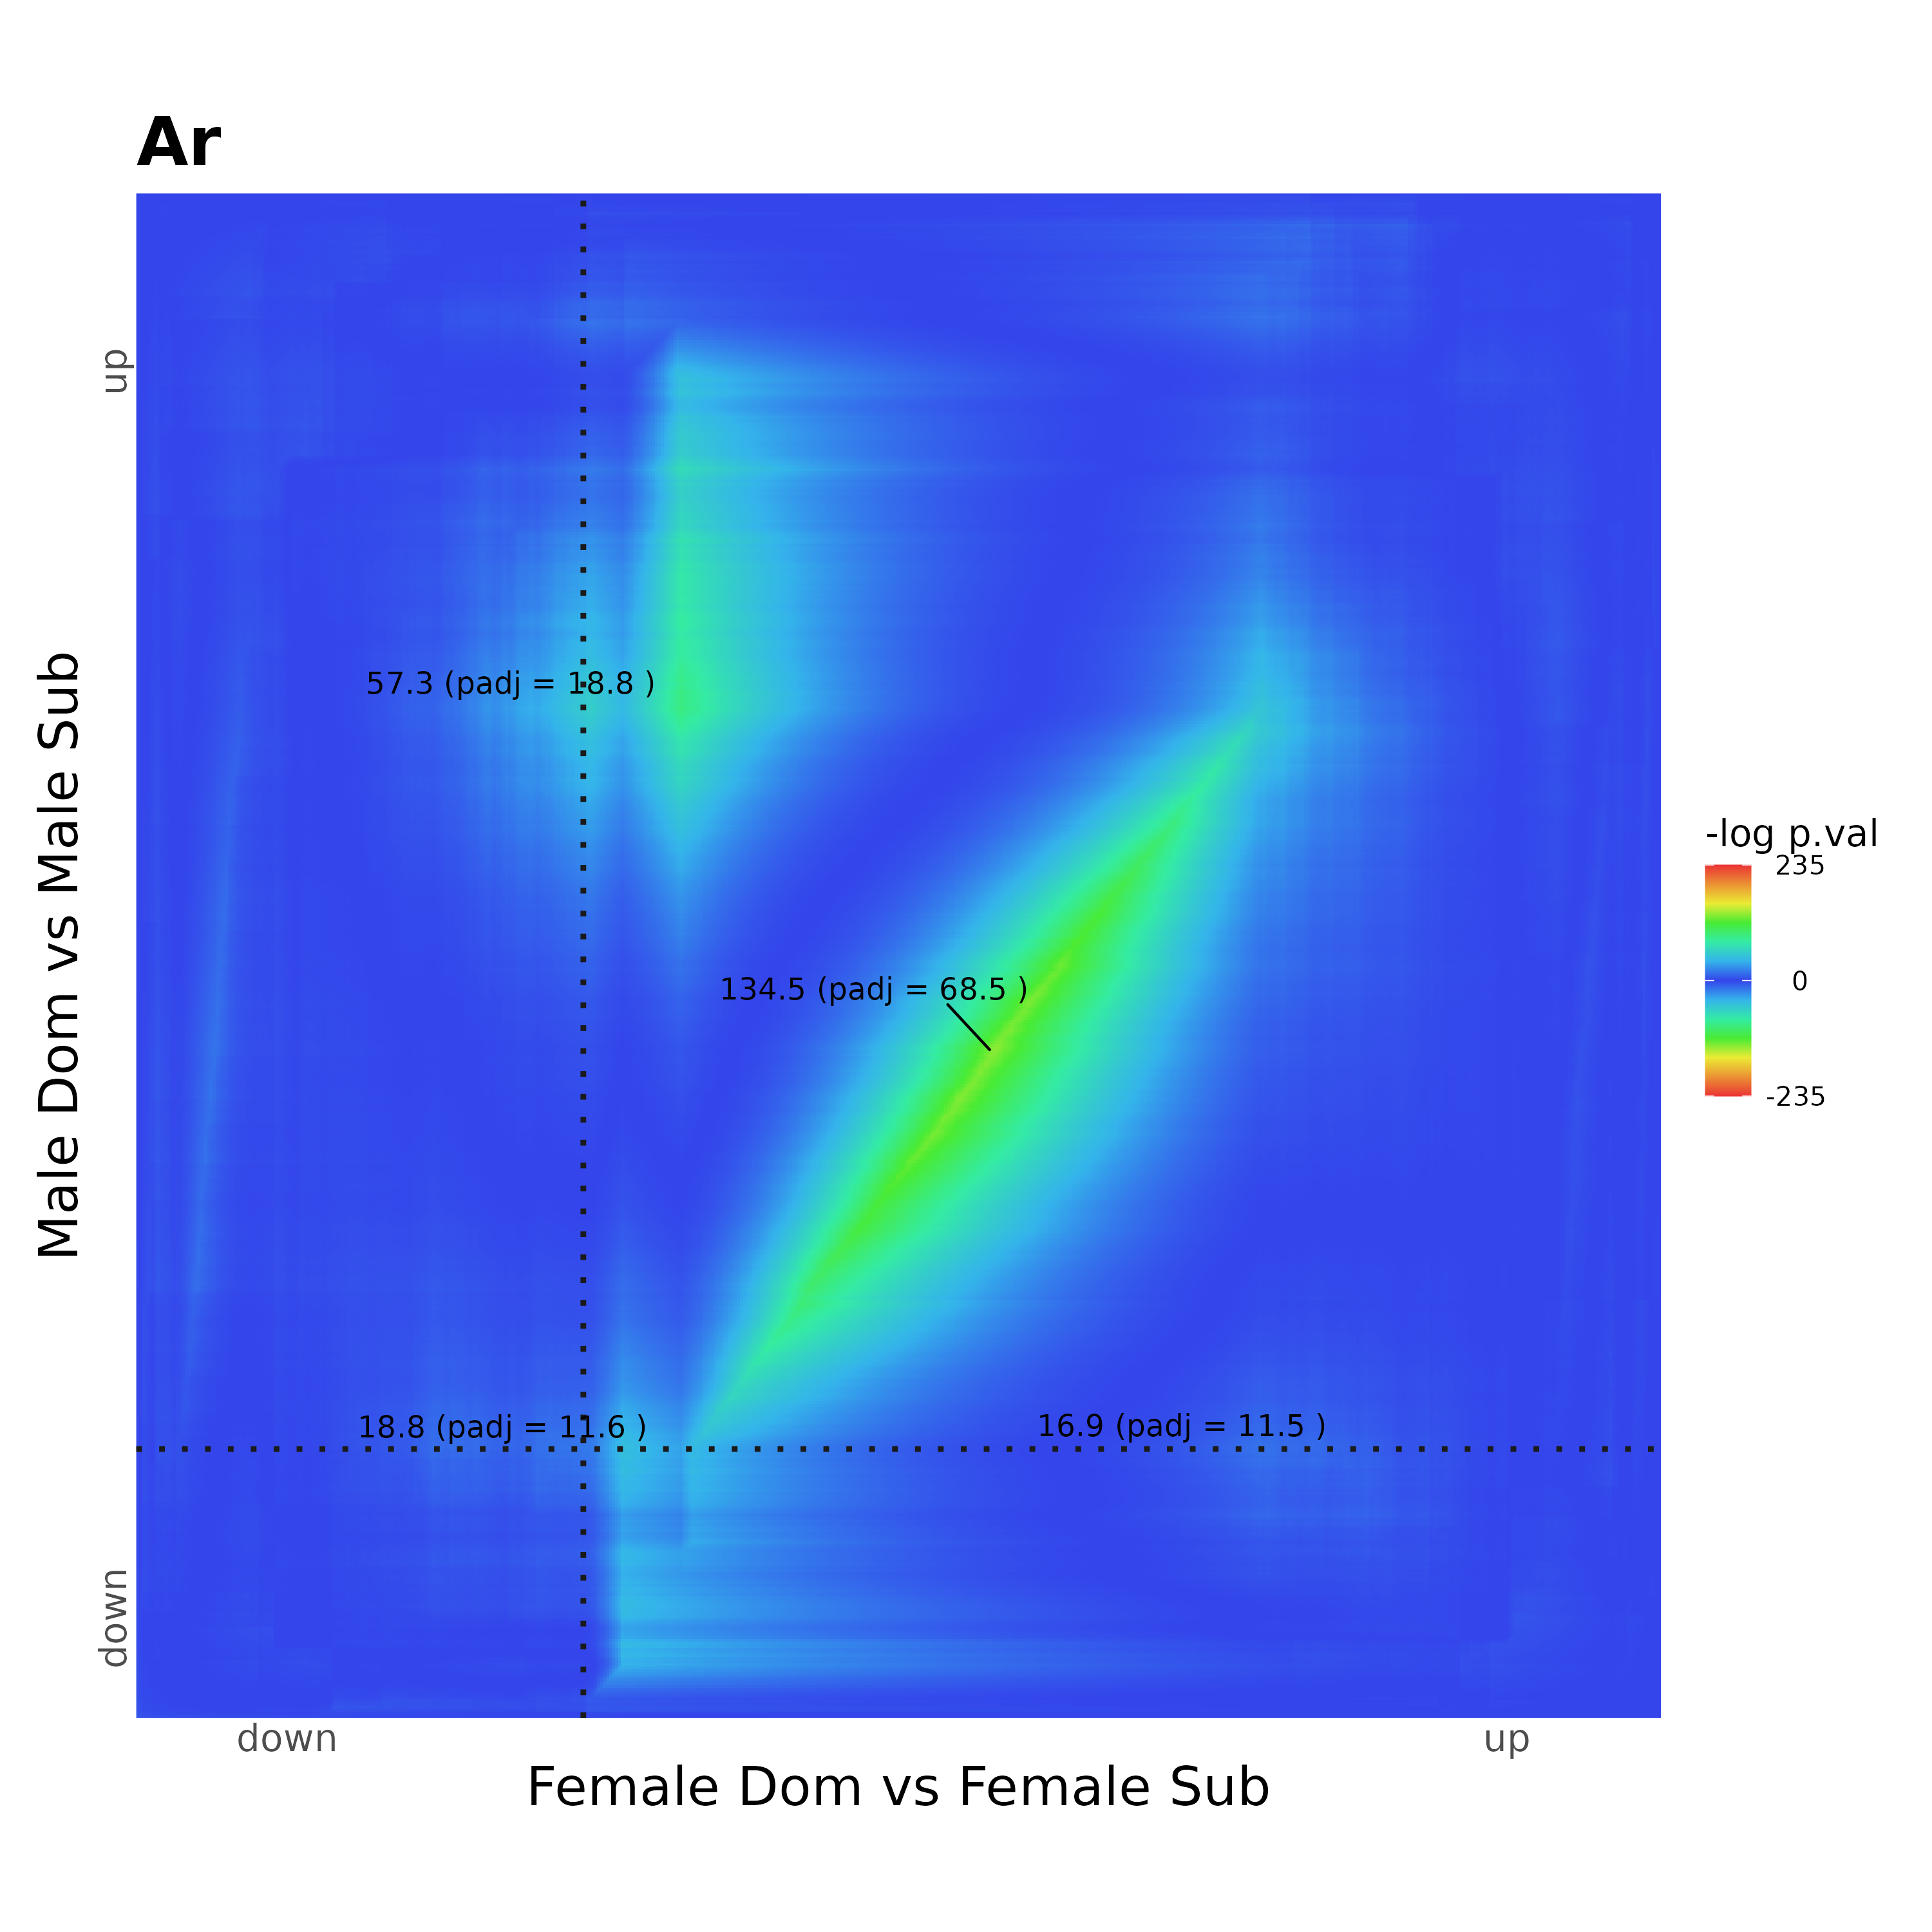 Ar
up
57.3 (padj = 18.8 )
Male Dom vs Male Sub
-log p.val
235
0
-235
134.5 (padj = 68.5 )
18.8 (padj = 11.6 )
16.9 (padj = 11.5 )
down
down
up
Female Dom vs Female Sub